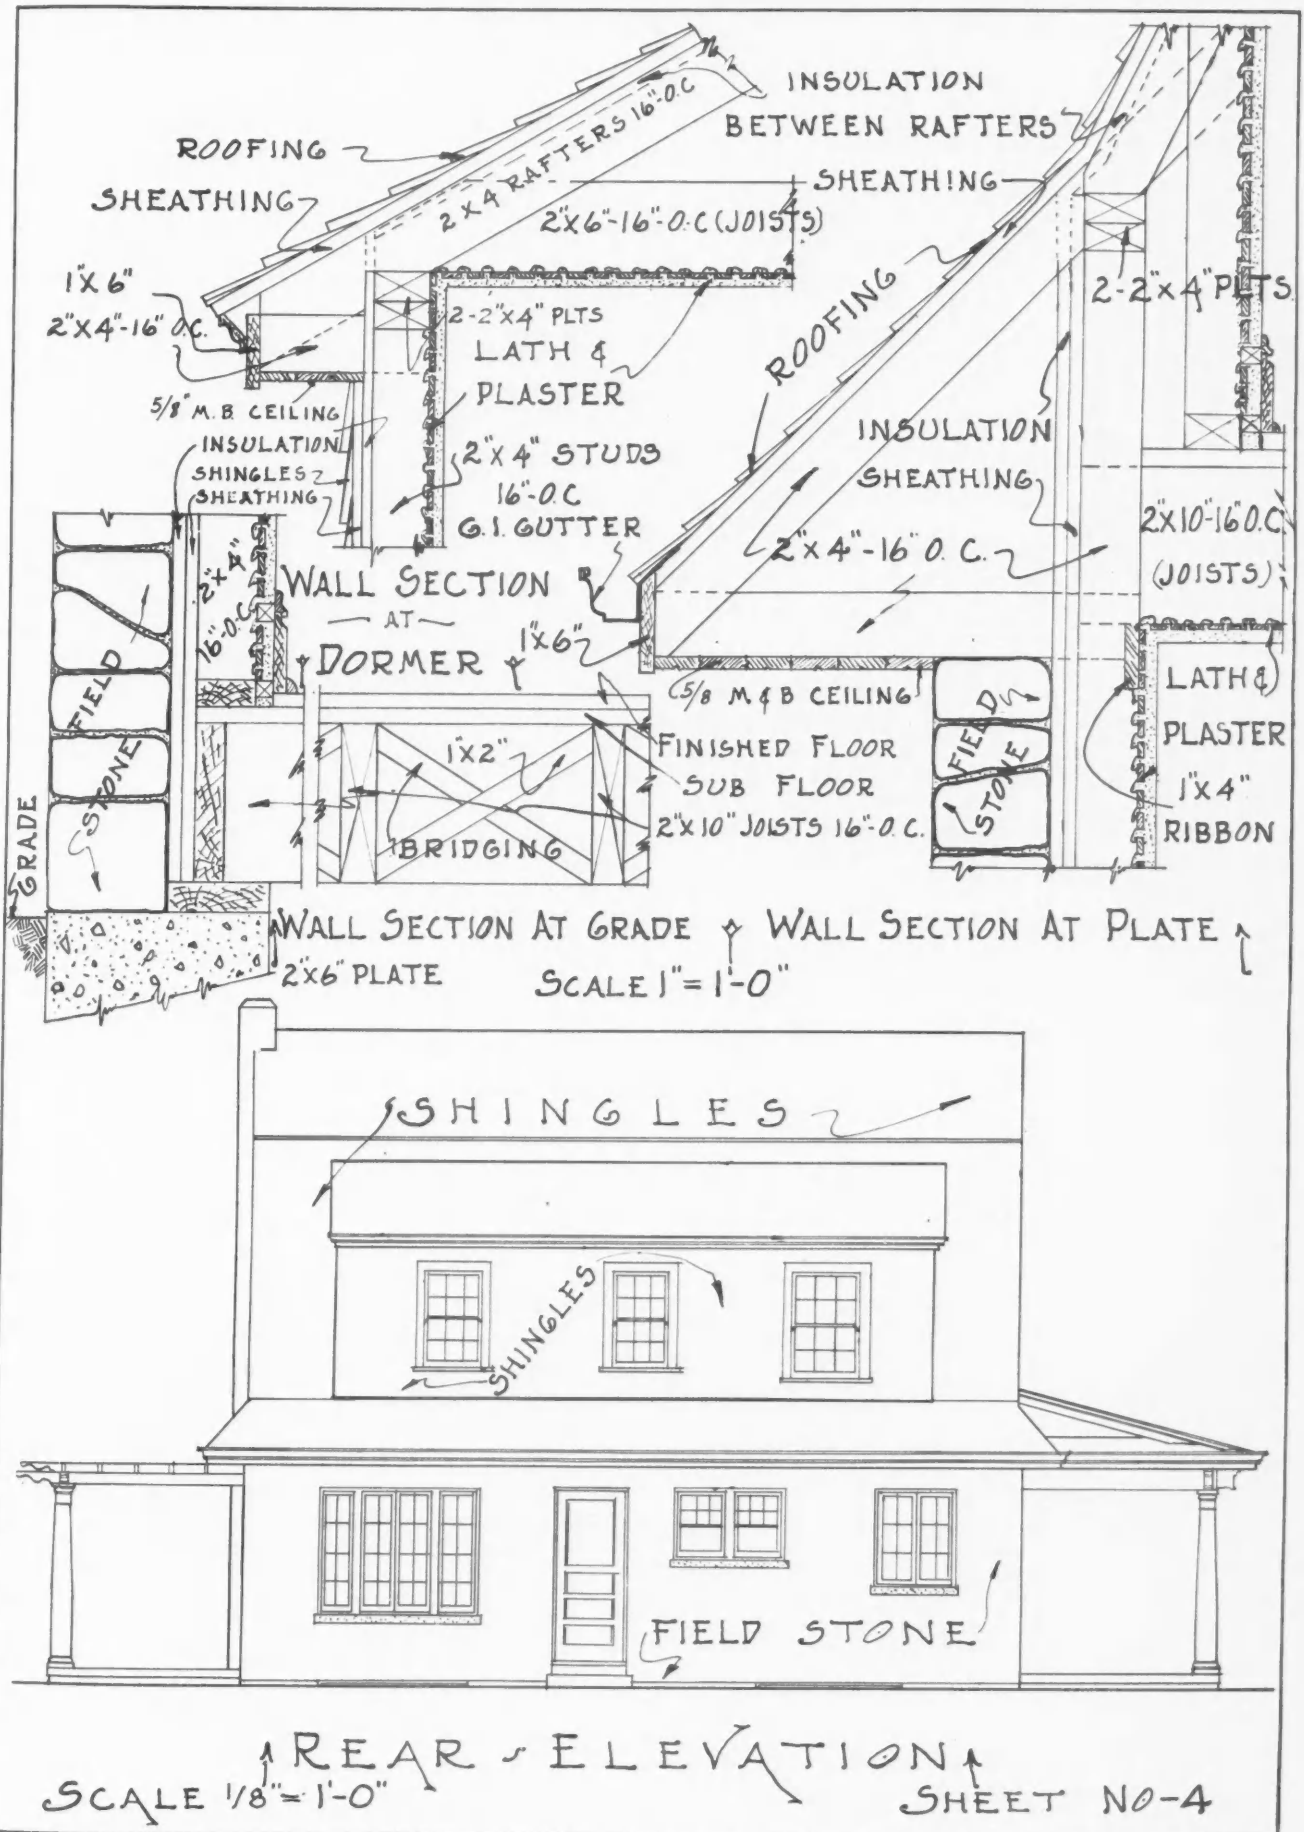 INSULATION
BETWEEN RAFTERS
ROOFING
SHEATHING
2 X 4 RAFTERS 16"-O.C
2"X6"-16"-O.C (JOISTS)
SHEATHING
1"X6"
2"X4"-16" O.C.
2-2"X4" PLTS
LATH &
PLASTER
5/8" M.B. CEILING
INSULATION
SHINGLES
SHEATHING
2"X4" STUDS
16"-O.C
G.I. GUTTER
ROOFING
2-2"X4" PLTS
INSULATION
SHEATHING
2"X4"-16" O.C.
2X10-16"O.C
(JOISTS)
2"X4"
16"-O.C
WALL SECTION
AT
DORMER
1"X6"
5/8 M & B CEILING
LATH &
PLASTER
1"X4"
RIBBON
FIELD
STONE
FIELD
STONE
GRADE
1"X2"
BRIDGING
FINISHED FLOOR
SUB FLOOR
2"X10" JOISTS 16"-O.C.
WALL SECTION AT GRADE
WALL SECTION AT PLATE
2"X6" PLATE
SCALE 1"= 1'-0"
SHINGLES
SHINGLES
FIELD STONE
REAR - ELEVATION
SCALE 1/8"= 1'-0"
SHEET NO-4